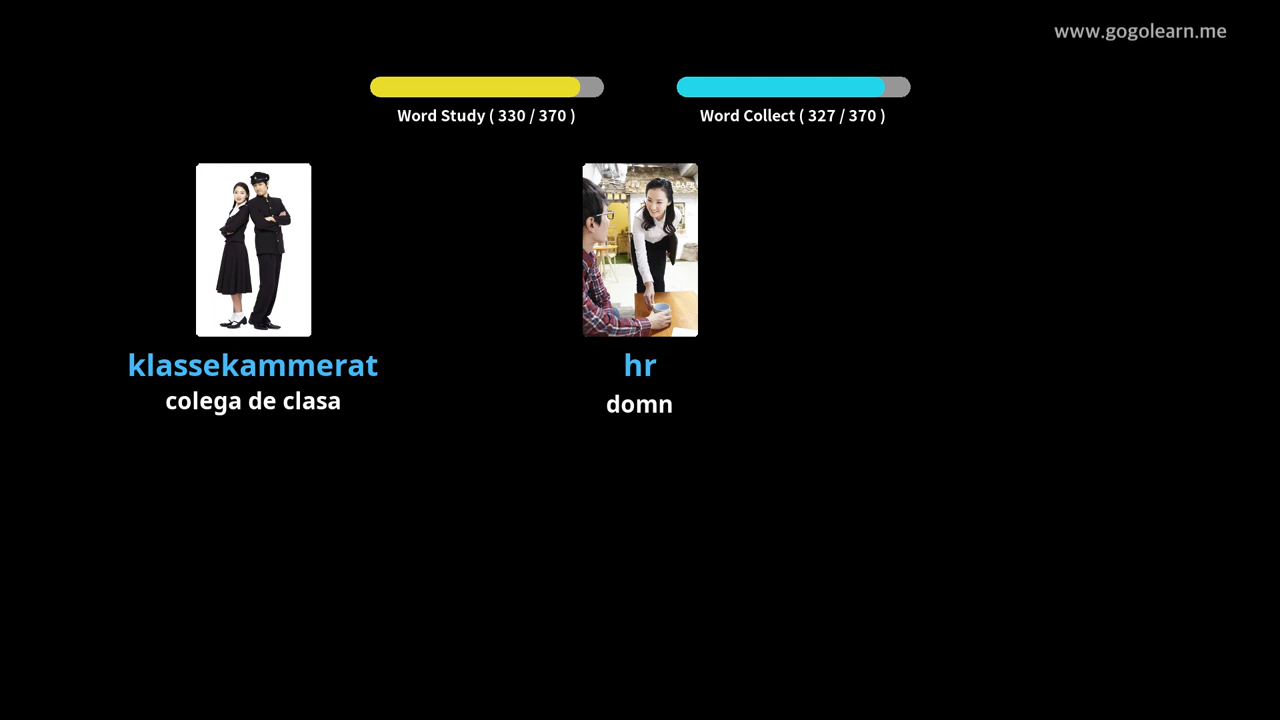 www.gogolearn.me
Word Study ( 330 / 370 )
Word Collect ( 327 / 370 )
klassekammerat
colega de clasa
hr
domn